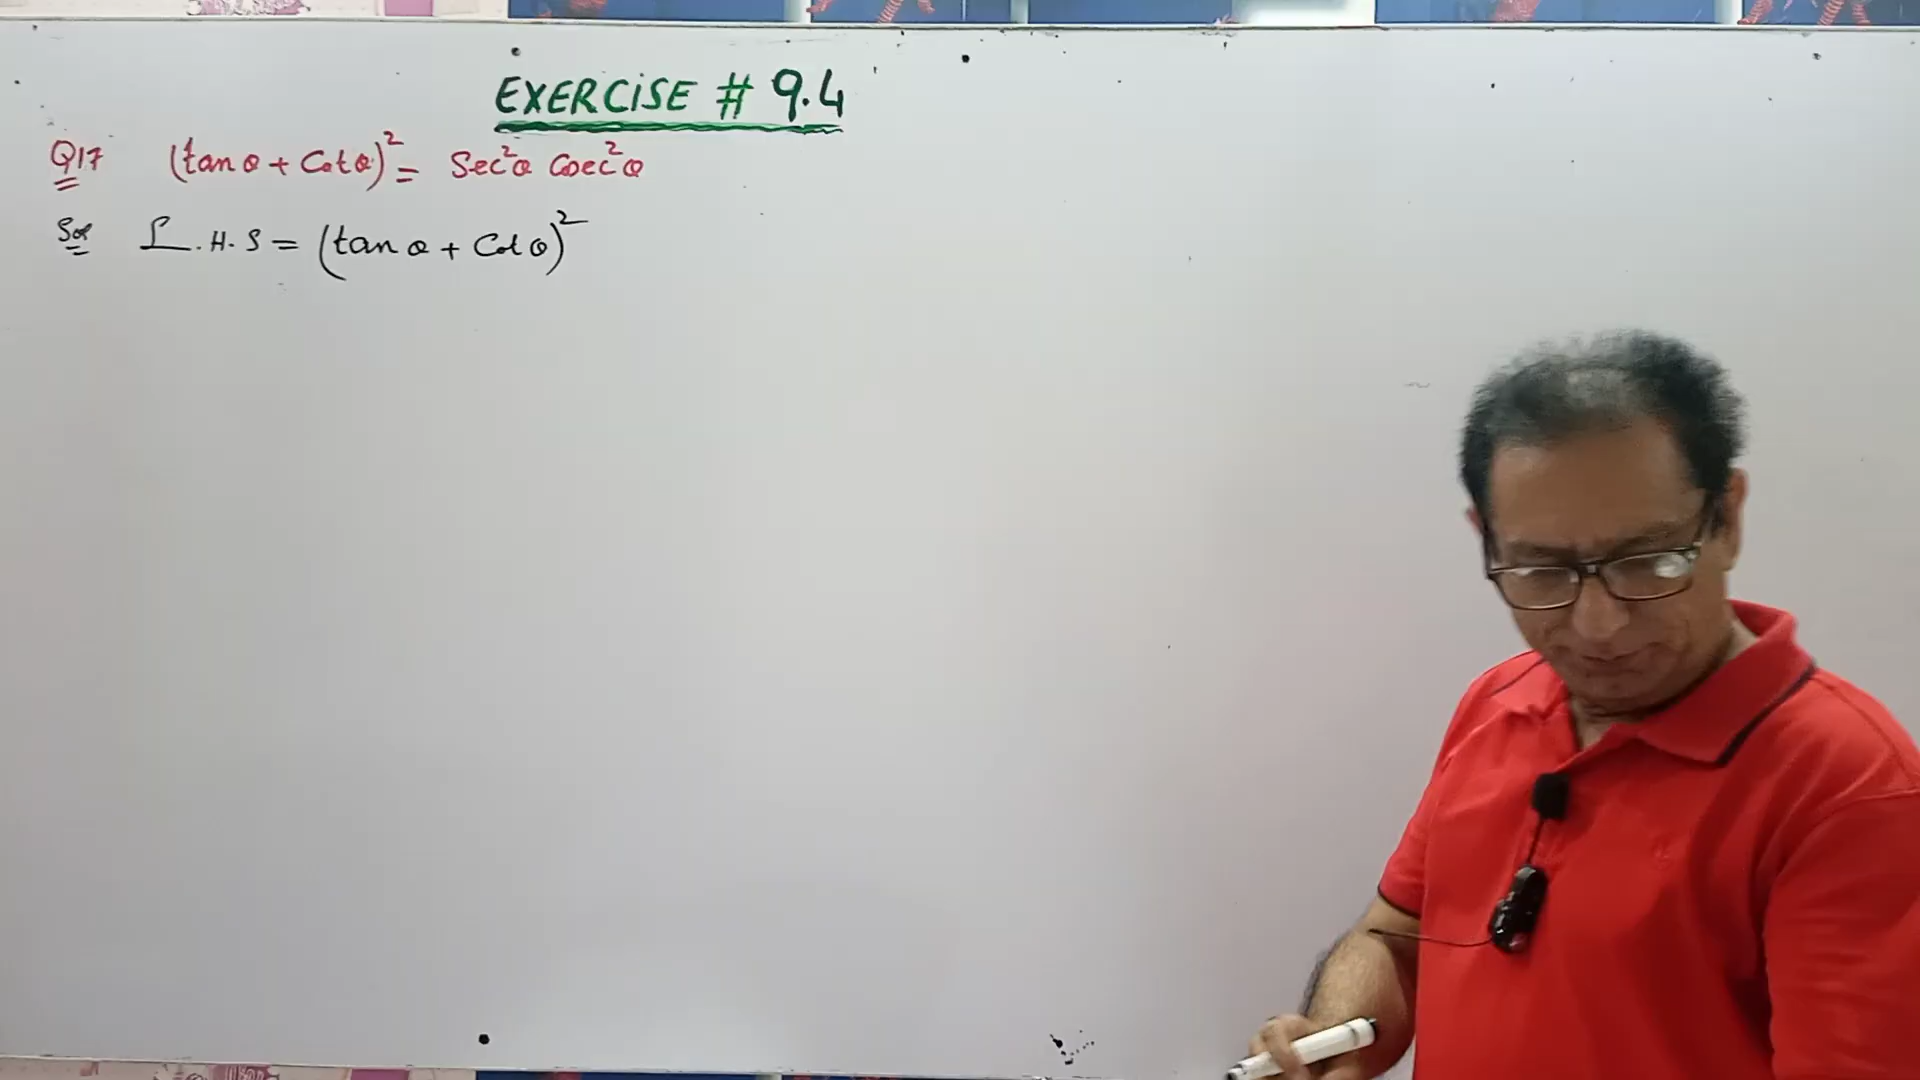 EXERCISE # 9.4
Q17 (tan θ + Cot θ)² = Sec²θ Cosec²θ
Sol L.H.S = (tan θ + Cot θ)²